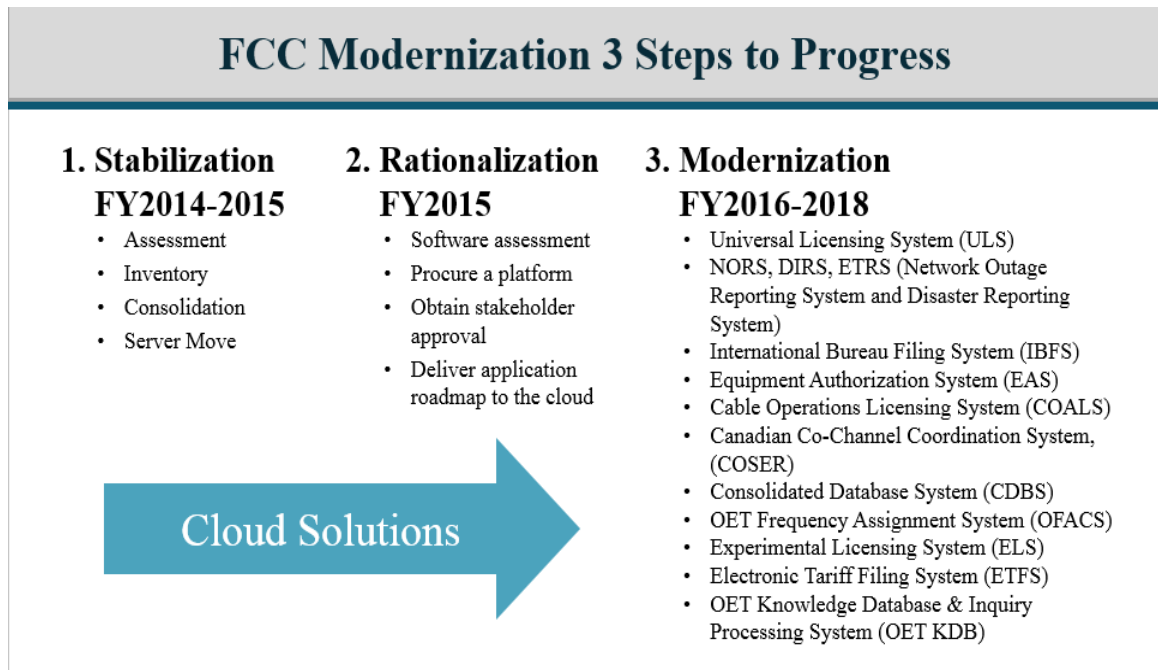 FCC Modernization 3 Steps to Progress
1. Stabilization
FY2014-2015
• Assessment
• Inventory
• Consolidation
• Server Move
2. Rationalization
FY2015
• Software assessment
• Procure a platform
• Obtain stakeholder
approval
• Deliver application
roadmap to the cloud
3. Modernization
FY2016-2018
• Universal Licensing System (ULS)
• NORS, DIRS, ETRS (Network Outage
Reporting System and Disaster Reporting
System)
• International Bureau Filing System (IBFS)
• Equipment Authorization System (EAS)
• Cable Operations Licensing System (COALS)
• Canadian Co-Channel Coordination System,
(COSER)
• Consolidated Database System (CDBS)
• OET Frequency Assignment System (OFACS)
• Experimental Licensing System (ELS)
• Electronic Tariff Filing System (ETFS)
• OET Knowledge Database & Inquiry
Processing System (OET KDB)
Cloud Solutions